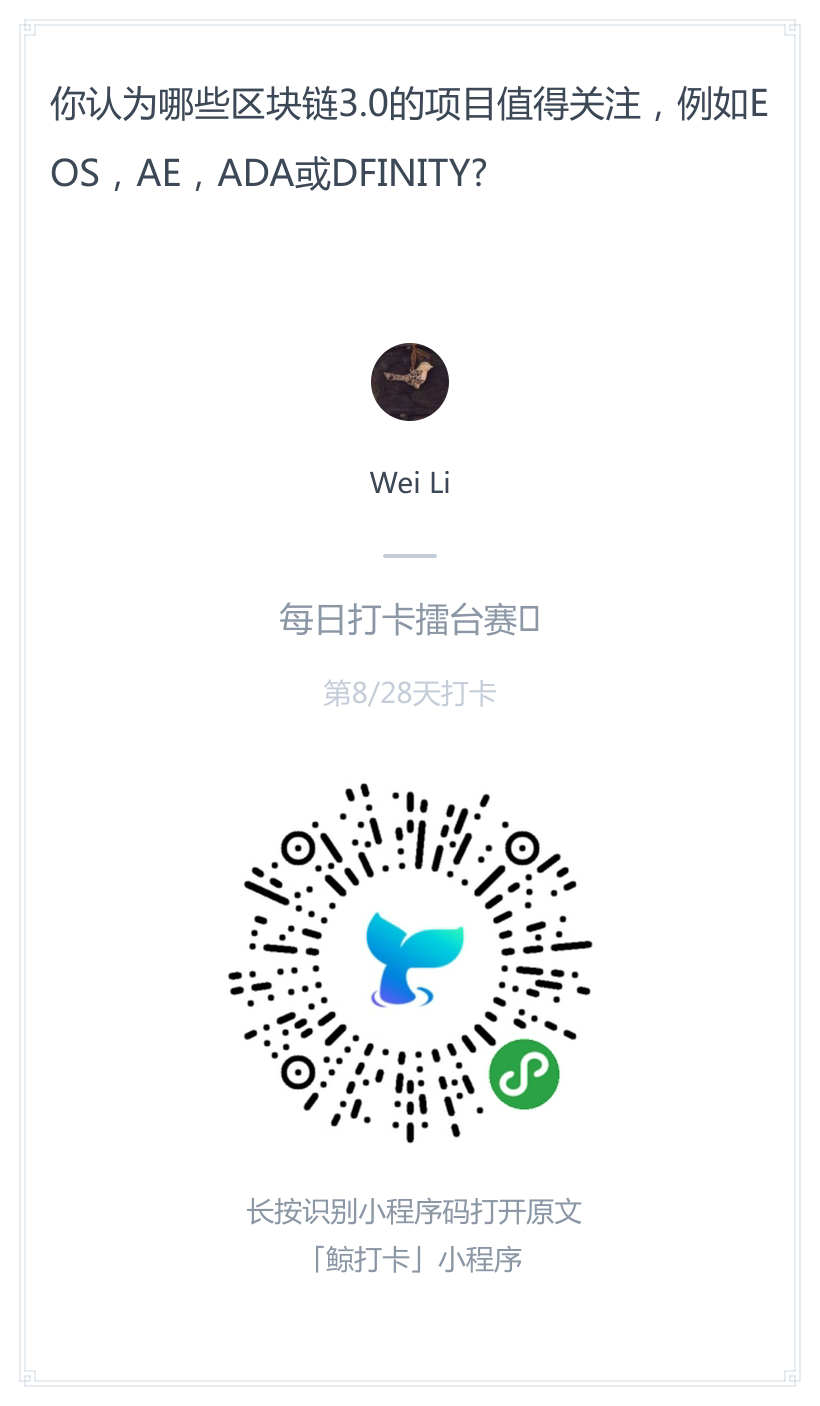 你认为哪些区块链3.0的项目值得关注，例如E
OS，AE，ADA或DFINITY?
Wei Li
每日打卡擂台赛
第8/28天打卡
长按识别小程序码打开原文
「鲸打卡」小程序